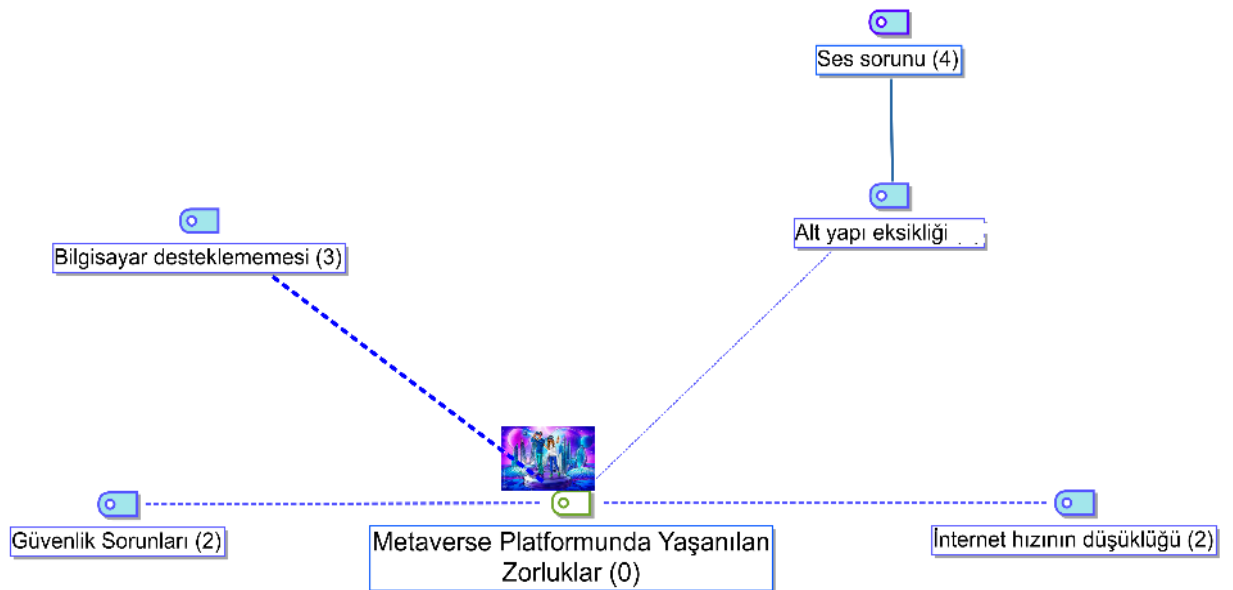 Ses sorunu (4)
Alt yapı eksikliği
Bilgisayar desteklememesi (3)
Güvenlik Sorunları (2)
Metaverse Platformunda Yaşanılan
Zorluklar (0)
İnternet hızının düşüklüğü (2)